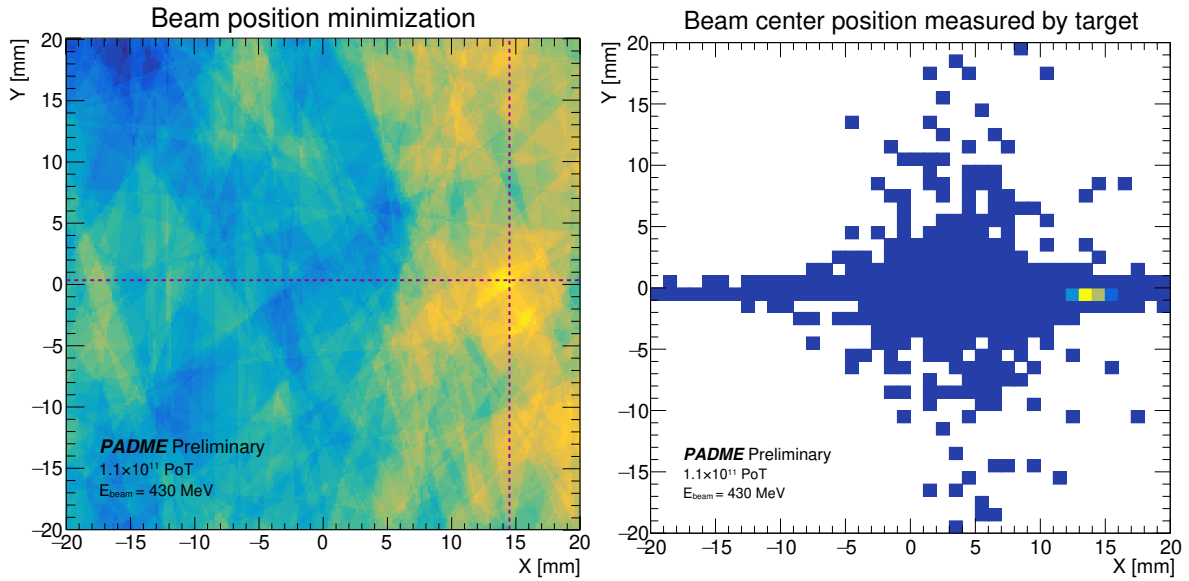 Beam position minimization
Y [mm]
20
15
10
5
0
−5
−10
−15
−20
PADME Preliminary
1.1×10¹¹ PoT
E_beam = 430 MeV
−20 −15 −10 −5 0 5 10 15 20
X [mm]
Beam center position measured by target
Y [mm]
20
15
10
5
0
−5
−10
−15
−20
PADME Preliminary
1.1×10¹¹ PoT
E_beam = 430 MeV
−20 −15 −10 −5 0 5 10 15 20
X [mm]